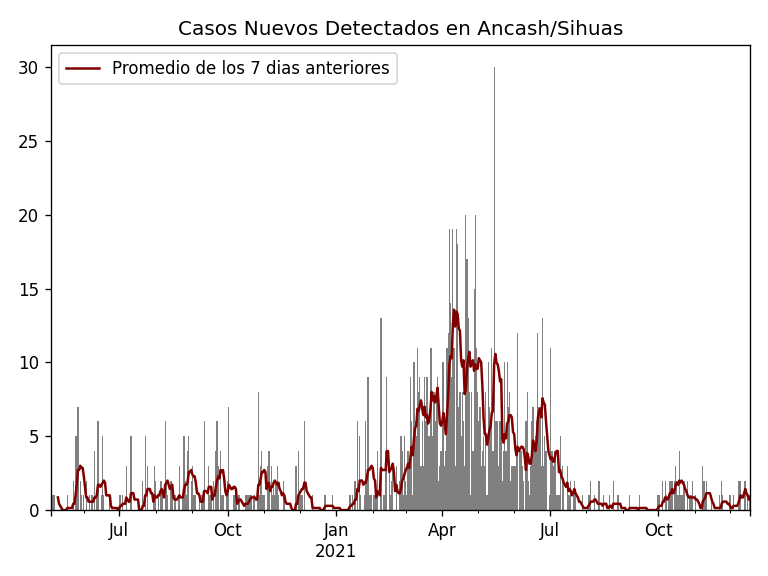 Casos Nuevos Detectados en Ancash/Sihuas
Promedio de los 7 dias anteriores
30
25
20
15
10
5
0
Jul
Oct
Jan
Apr
Jul
Oct
2021